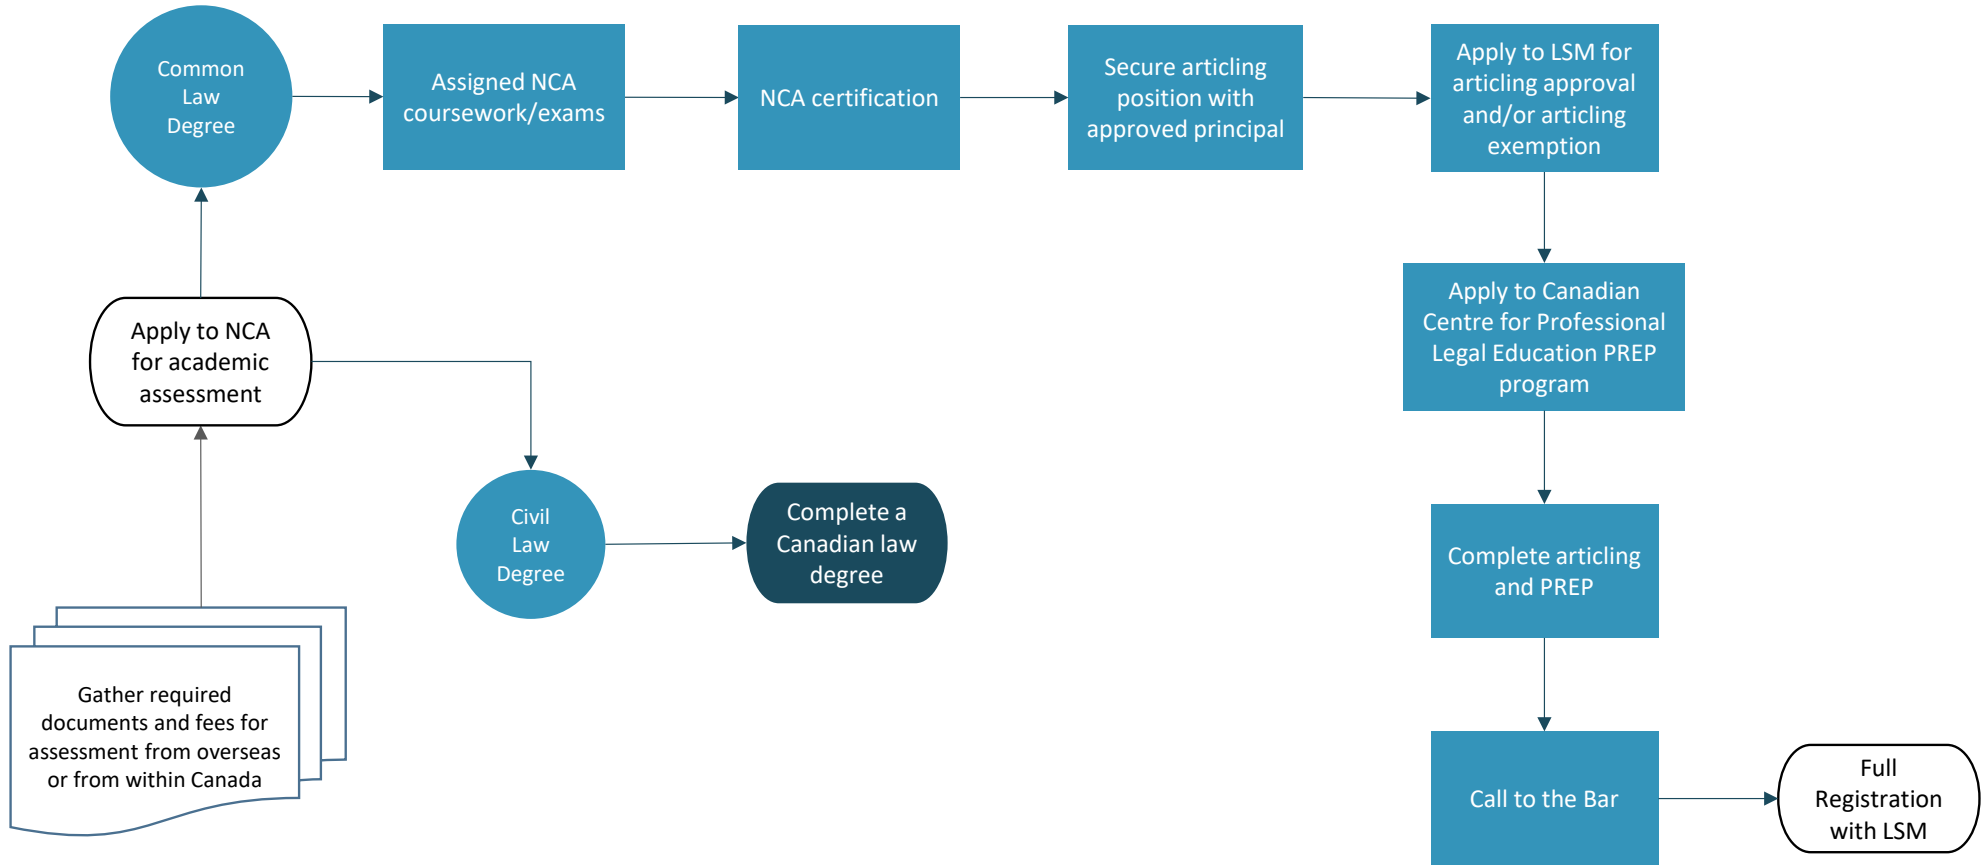 Common
Law
Degree
Assigned NCA
coursework/exams
NCA certification
Secure articling
position with
approved principal
Apply to LSM for
articling approval
and/or articling
exemption
Apply to NCA
for academic
assessment
Apply to Canadian
Centre for Professional
Legal Education PREP
program
Civil
Law
Degree
Complete a
Canadian law
degree
Complete articling
and PREP
Gather required
documents and fees for
assessment from overseas
or from within Canada
Call to the Bar
Full
Registration
with LSM